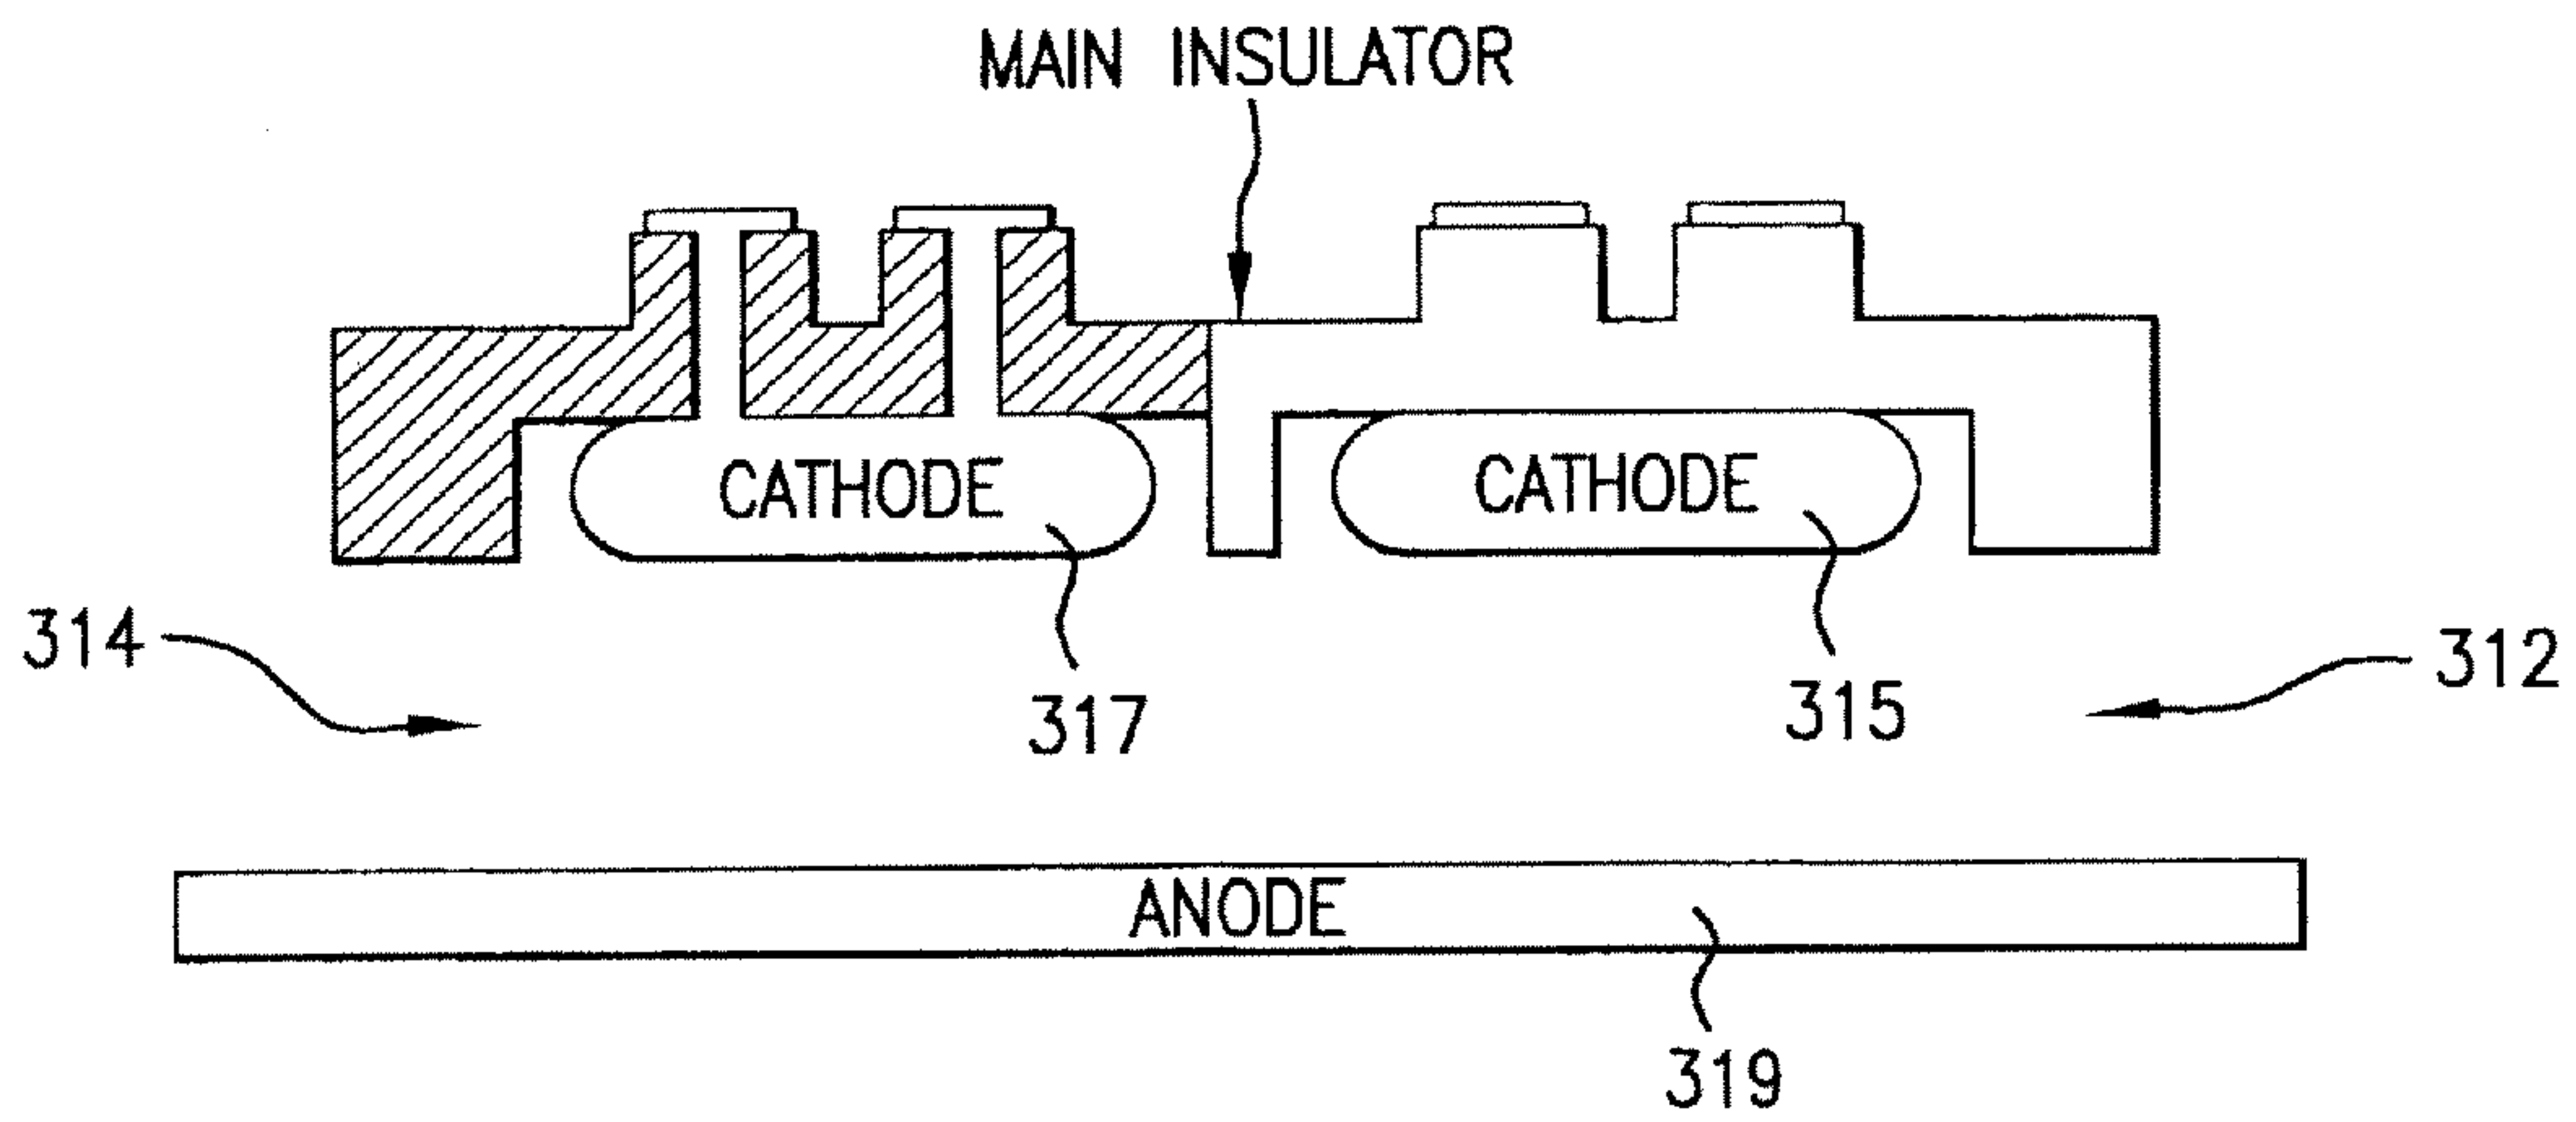 MAIN INSULATOR
CATHODE
CATHODE
314
312
317
315
ANODE
319